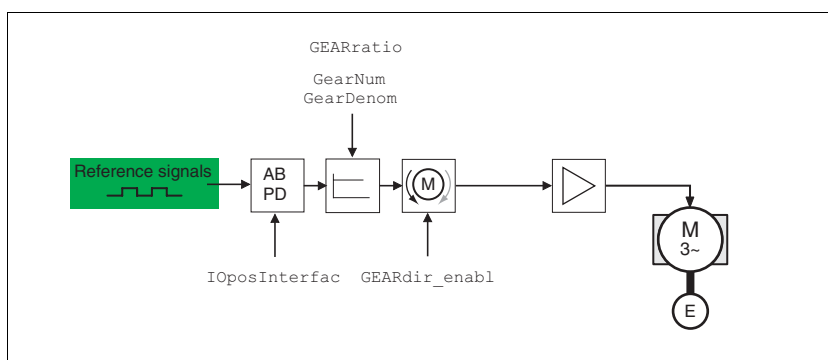 GEARratio
GearNum
GearDenom
Reference signals
AB
PD
M
M
3~
IOposInterfac
GEARdir_enabl
E